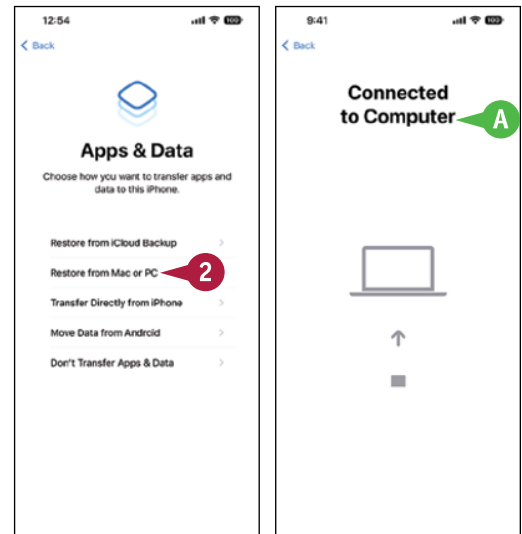 12:54
100
Back
Apps & Data
Choose how you want to transfer apps and
data to this iPhone.
Restore from iCloud Backup
Restore from Mac or PC
2
Transfer Directly from iPhone
Move Data from Android
Don't Transfer Apps & Data
9:41
100
Back
Connected
to Computer
A